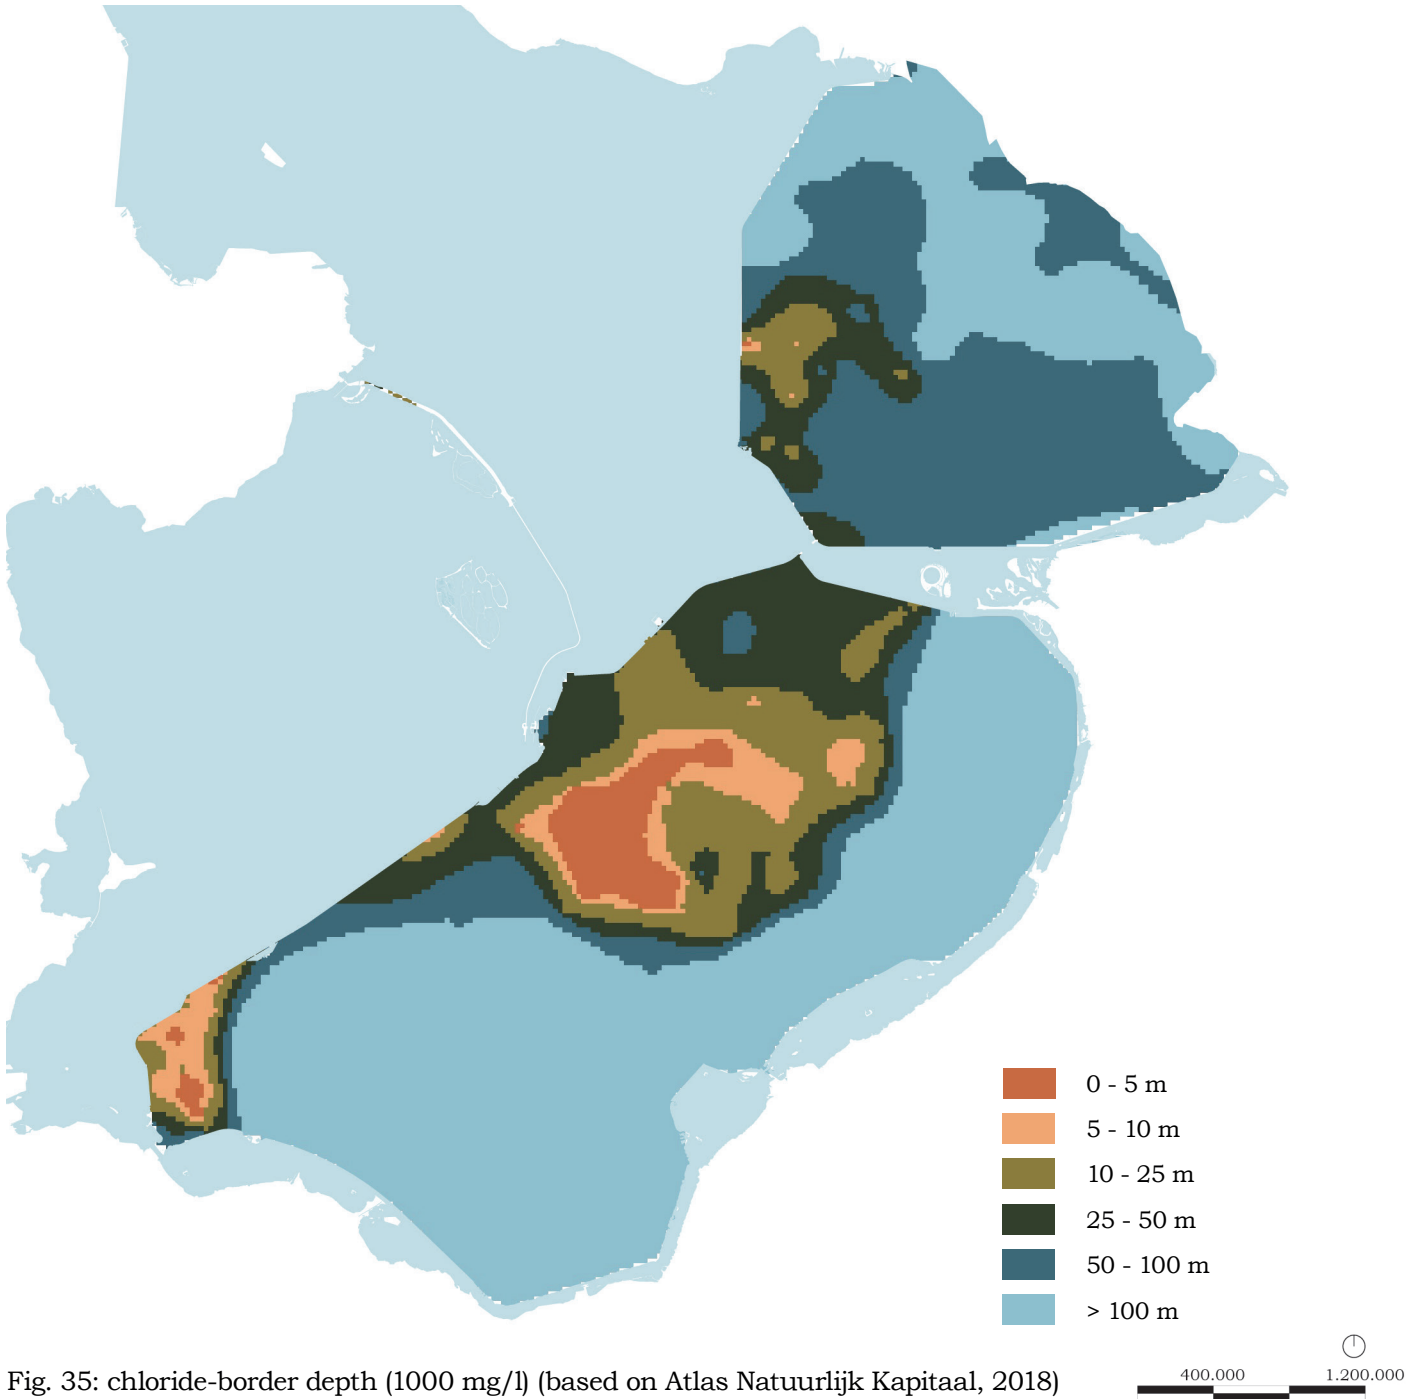 0 - 5 m
5 - 10 m
10 - 25 m
25 - 50 m
50 - 100 m
> 100 m
400.000 1.200.000
Fig. 35: chloride-border depth (1000 mg/l) (based on Atlas Natuurlijk Kapitaal, 2018)